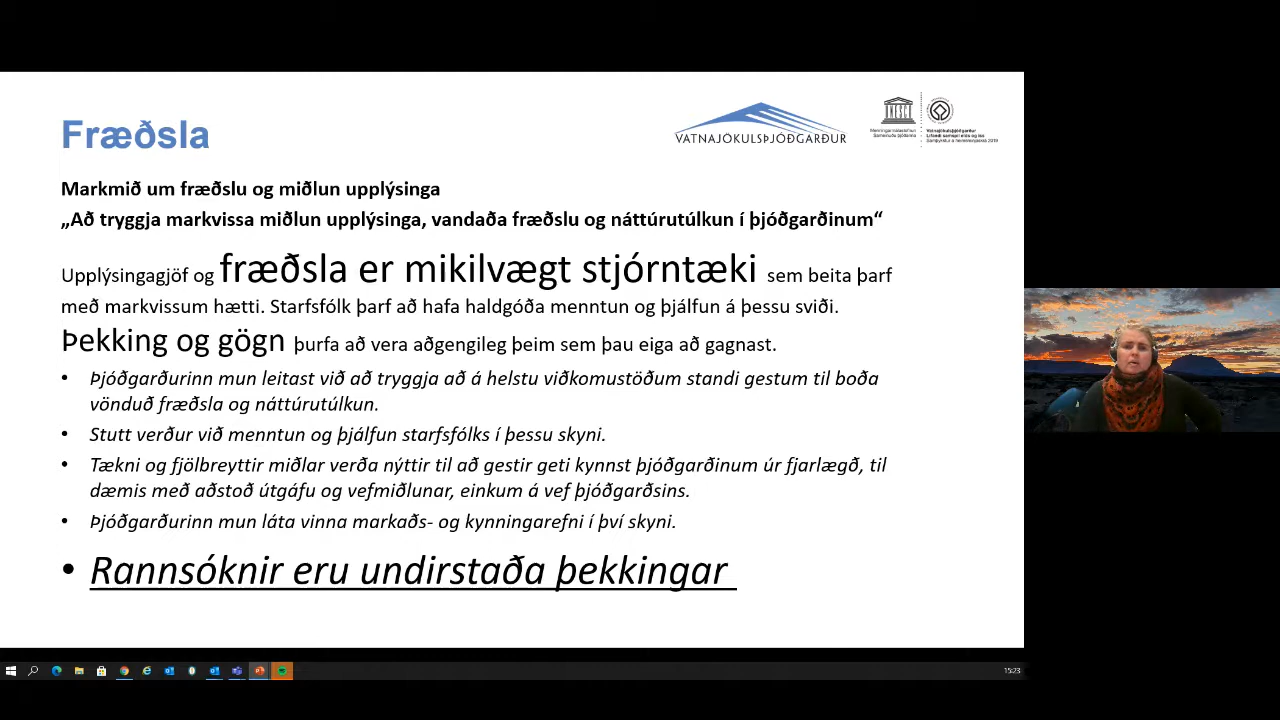 Fræðsla
VATNAJÖKULSÞJÓÐGARÐUR
UNESCO
Vatnajökulsþjóðgarður
Markmið um fræðslu og miðlun upplýsinga
„Að tryggja markvissa miðlun upplýsinga, vandaða fræðslu og náttúrutúlkun í þjóðgarðinum“
Upplýsingagjöf og fræðsla er mikilvægt stjórntæki sem beita þarf
með markvissum hætti. Starfsfólk þarf að hafa haldgóða menntun og þjálfun á þessu sviði.
Þekking og gögn þurfa að vera aðgengileg þeim sem þau eiga að gagnast.
• Þjóðgarðurinn mun leitast við að tryggja að á helstu viðkomustöðum standi gestum til boða
vönduð fræðsla og náttúrutúlkun.
• Stutt verður við menntun og þjálfun starfsfólks í þessu skyni.
• Tækni og fjölbreyttir miðlar verða nýttir til að gestir geti kynnst þjóðgarðinum úr fjarlægð, til
dæmis með aðstoð útgáfu og vefmiðlunar, einkum á vef þjóðgarðsins.
• Þjóðgarðurinn mun láta vinna markaðs- og kynningarefni í því skyni.
• Rannsóknir eru undirstaða þekkingar
15:23